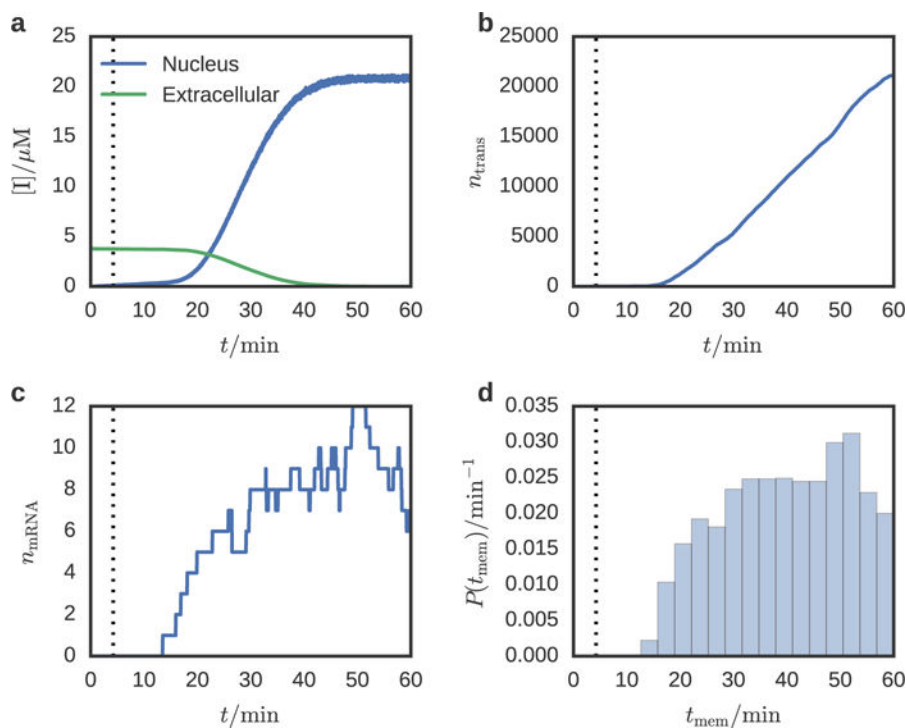 a
25
20
15
10
5
0
[I]/μM
Nucleus
Extracellular
0 10 20 30 40 50 60
t/min
b
25000
20000
15000
10000
5000
0
n_trans
0 10 20 30 40 50 60
t/min
c
12
10
8
6
4
2
0
n_mRNA
0 10 20 30 40 50 60
t/min
d
0.035
0.030
0.025
0.020
0.015
0.010
0.005
0.000
P(t_mem)/min⁻¹
0 10 20 30 40 50 60
t_mem/min